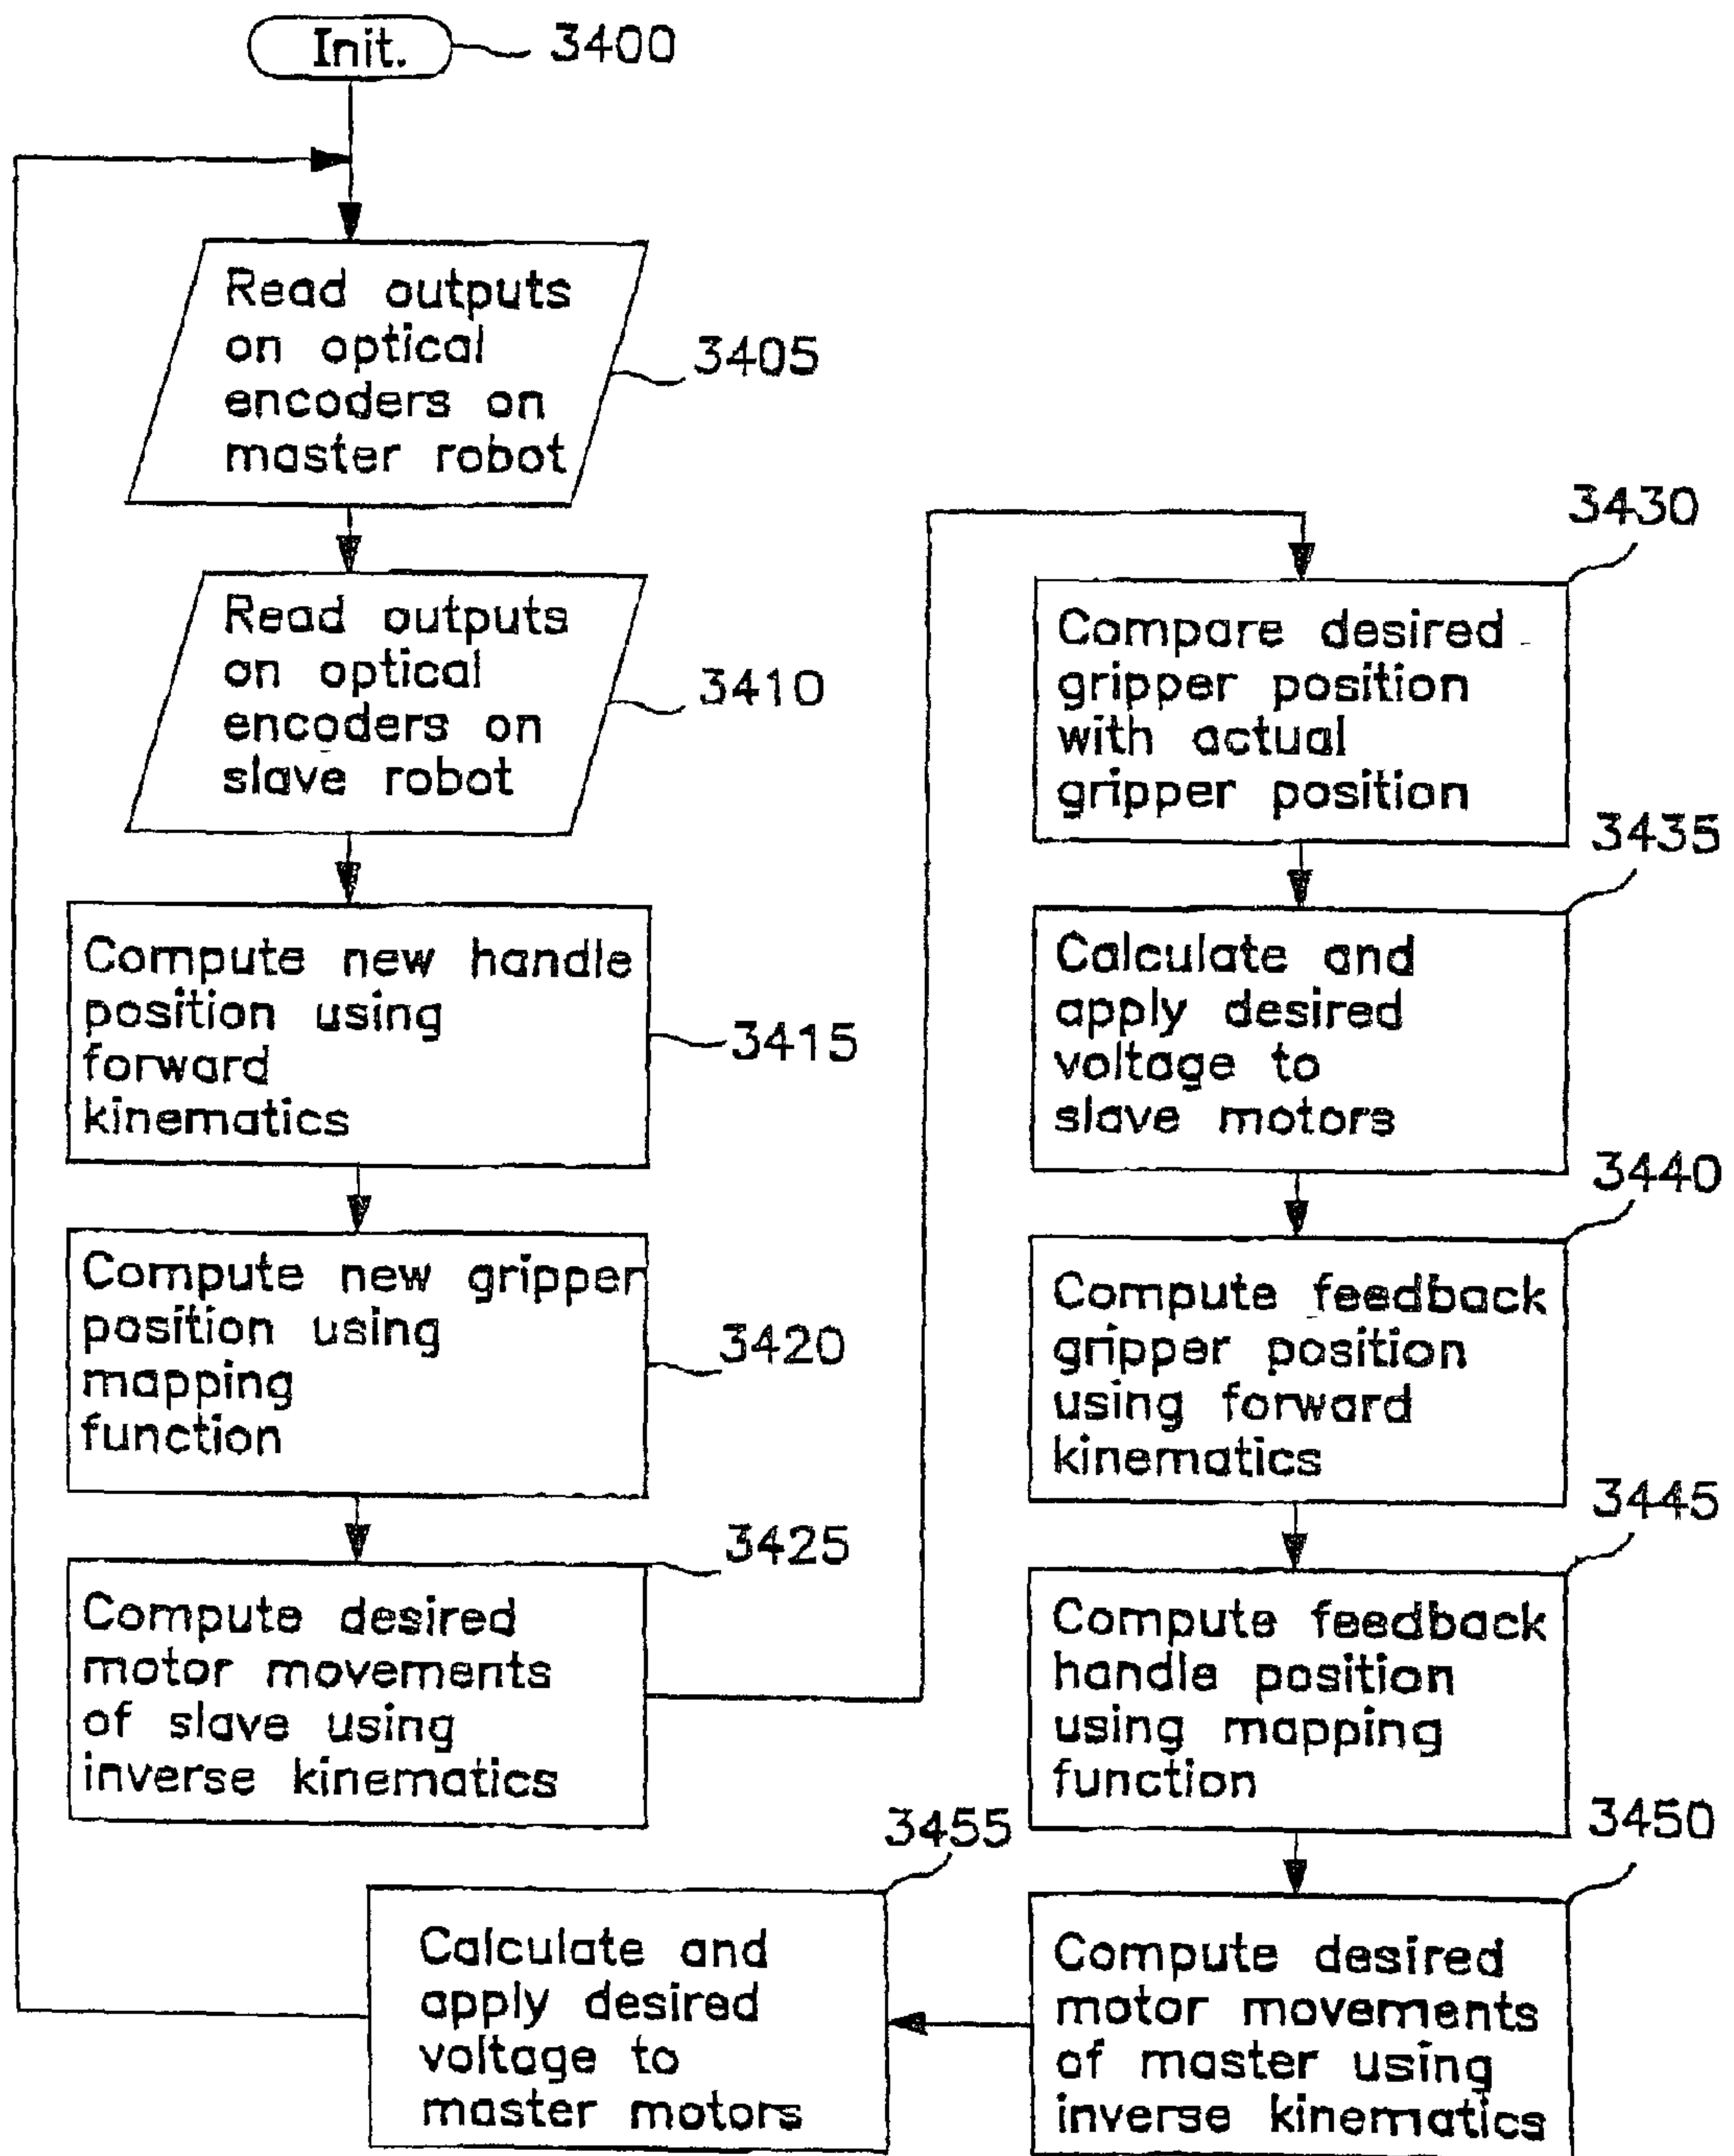 Init.
3400
Read outputs
on optical
encoders on
master robot
3405
Read outputs
on optical
encoders on
slave robot
3410
Compute new handle
position using
forward
kinematics
3415
Compute new gripper
position using
mapping
function
3420
3425
Compute desired
motor movements
of slave using
inverse kinematics
3430
Compare desired
gripper position
with actual
gripper position
3435
Calculate and
apply desired
voltage to
slave motors
3440
Compute feedback
gripper position
using forward
kinematics
3445
Compute feedback
handle position
using mapping
function
3450
Compute desired
motor movements
of master using
inverse kinematics
3455
Calculate and
apply desired
voltage to
master motors